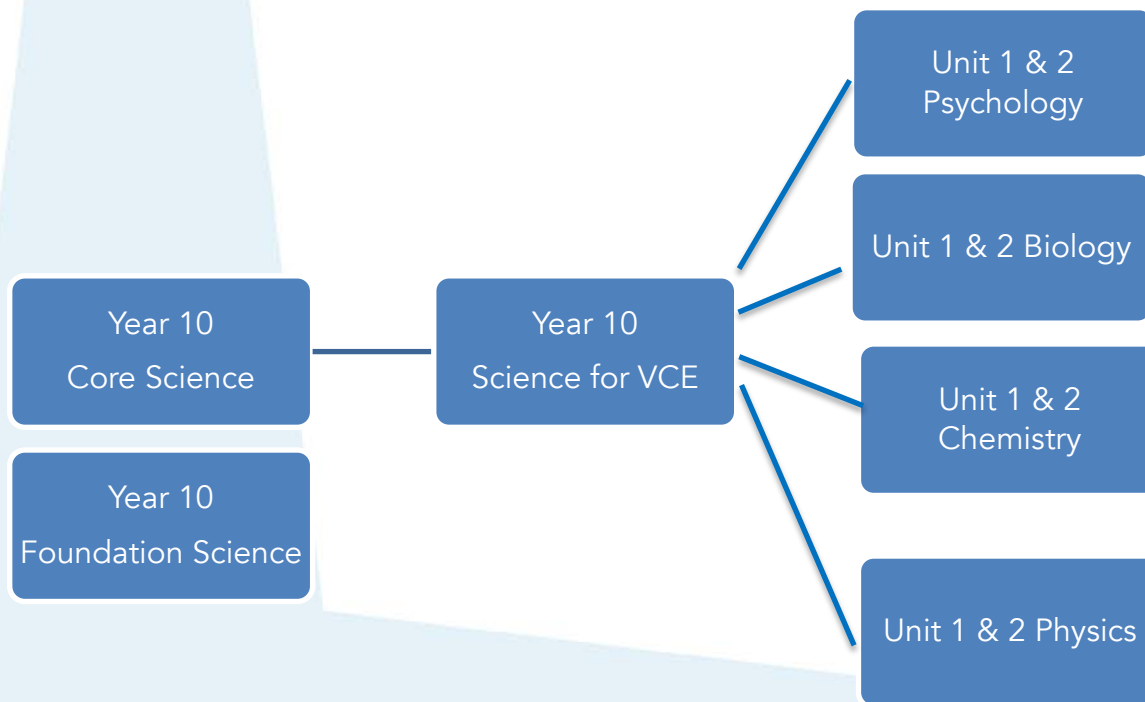 Year 10
Core Science
Year 10
Foundation Science
Year 10
Science for VCE
Unit 1 & 2
Psychology
Unit 1 & 2 Biology
Unit 1 & 2
Chemistry
Unit 1 & 2 Physics